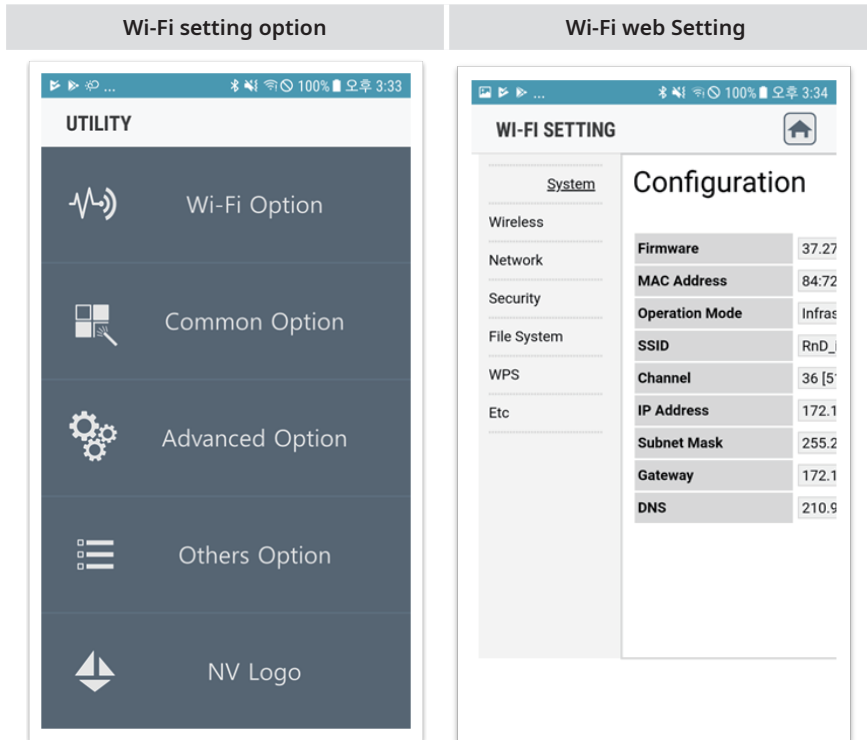 Wi-Fi setting option
Wi-Fi web Setting
... 100% 오후 3:33
UTILITY
Wi-Fi Option
Common Option
Advanced Option
Others Option
NV Logo
... 100% 오후 3:34
WI-FI SETTING
System
Wireless
Network
Security
File System
WPS
Etc
Configuration
Firmware 37.27
MAC Address 84:72
Operation Mode Infras
SSID RnD_
Channel 36 [5
IP Address 172.1
Subnet Mask 255.2
Gateway 172.1
DNS 210.9